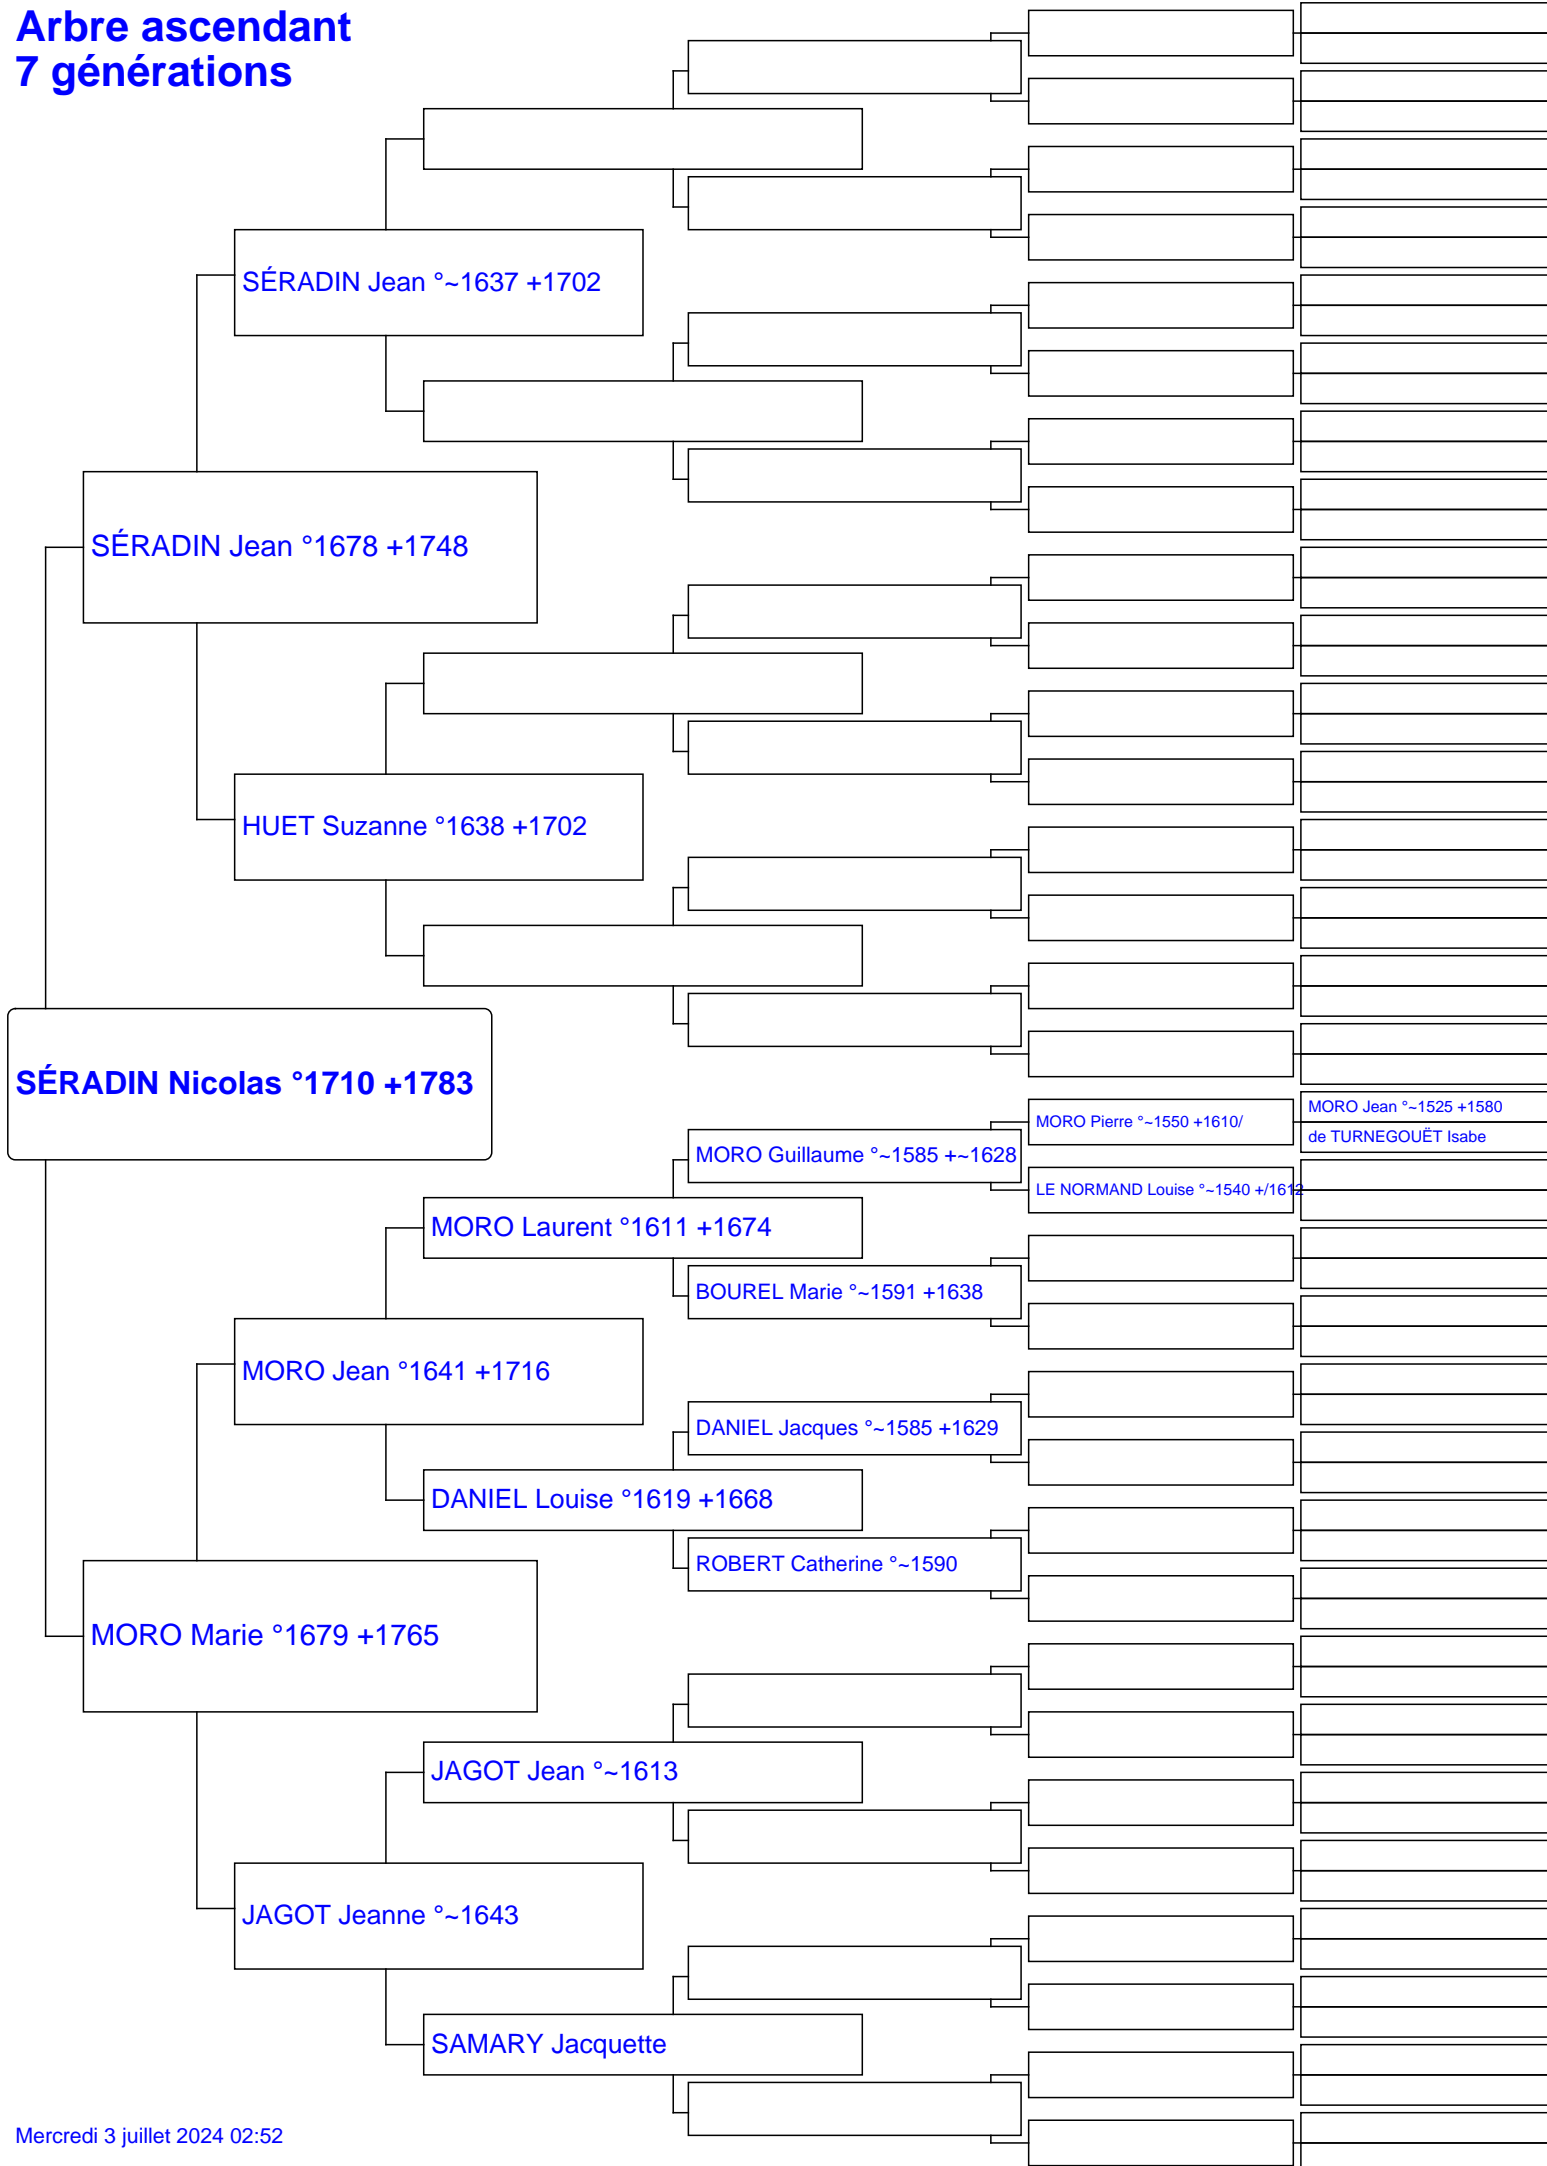 Arbre ascendant
7 générations
SÉRADIN Jean °~1637 +1702
SÉRADIN Jean °1678 +1748
HUET Suzanne °1638 +1702
SÉRADIN Nicolas °1710 +1783
MORO Jean °~1525 +1580
MORO Pierre °~1550 +1610/
de TURNEGOUËT Isabe
MORO Guillaume °~1585 +~1628
LE NORMAND Louise °~1540 +/1612
MORO Laurent °1611 +1674
BOUREL Marie °~1591 +1638
MORO Jean °1641 +1716
DANIEL Jacques °~1585 +1629
DANIEL Louise °1619 +1668
ROBERT Catherine °~1590
MORO Marie °1679 +1765
JAGOT Jean °~1613
JAGOT Jeanne °~1643
SAMARY Jacquette
Mercredi 3 juillet 2024 02:52